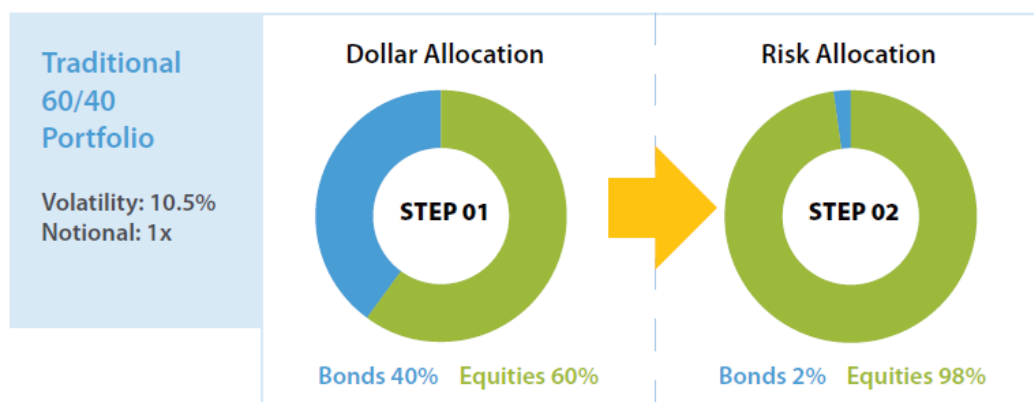 Traditional
60/40
Portfolio
Volatility: 10.5%
Notional: 1x
Dollar Allocation
STEP 01
Bonds 40% Equities 60%
Risk Allocation
STEP 02
Bonds 2% Equities 98%